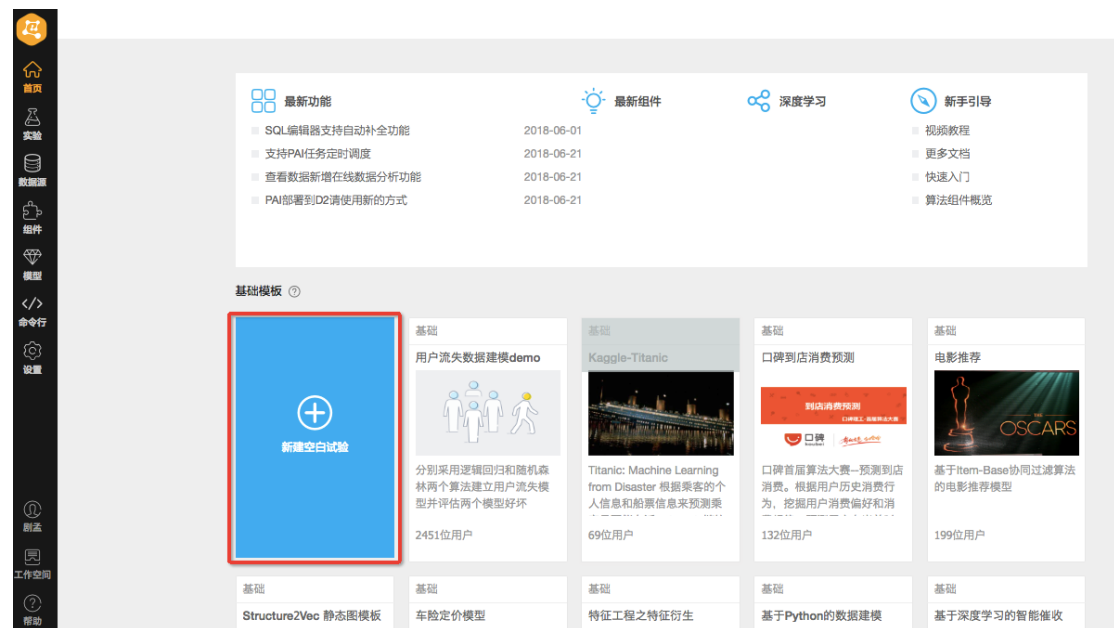 首页
实验
数据源
组件
模型
</>
命令行
设置
剧孟
工作空间
帮助
最新功能
SQL编辑器支持自动补全功能 2018-06-01
支持PAI任务定时调度 2018-06-21
查看数据新增在线数据分析功能 2018-06-21
PAI部署到D2请使用新的方式 2018-06-21
最新组件
深度学习
新手引导
视频教程
更多文档
快速入门
算法组件概览
基础模板 ?
新建空白试验
基础
用户流失数据建模demo
分别采用逻辑回归和随机森
林两个算法建立用户流失模
型并评估两个模型好坏
2451位用户
基础
Kaggle-Titanic
Titanic: Machine Learning
from Disaster 根据乘客的个
人信息和船票信息来预测乘
69位用户
基础
口碑到店消费预测
到店消费预测
口碑
口碑首届算法大赛—预测到店
消费。根据用户历史消费行
为，挖掘用户消费偏好和消
132位用户
基础
电影推荐
THE
OSCARS
基于Item-Base协同过滤算法
的电影推荐模型
199位用户
基础
Structure2Vec 静态图模板
基础
车险定价模型
基础
特征工程之特征衍生
基础
基于Python的数据建模
基础
基于深度学习的智能催收